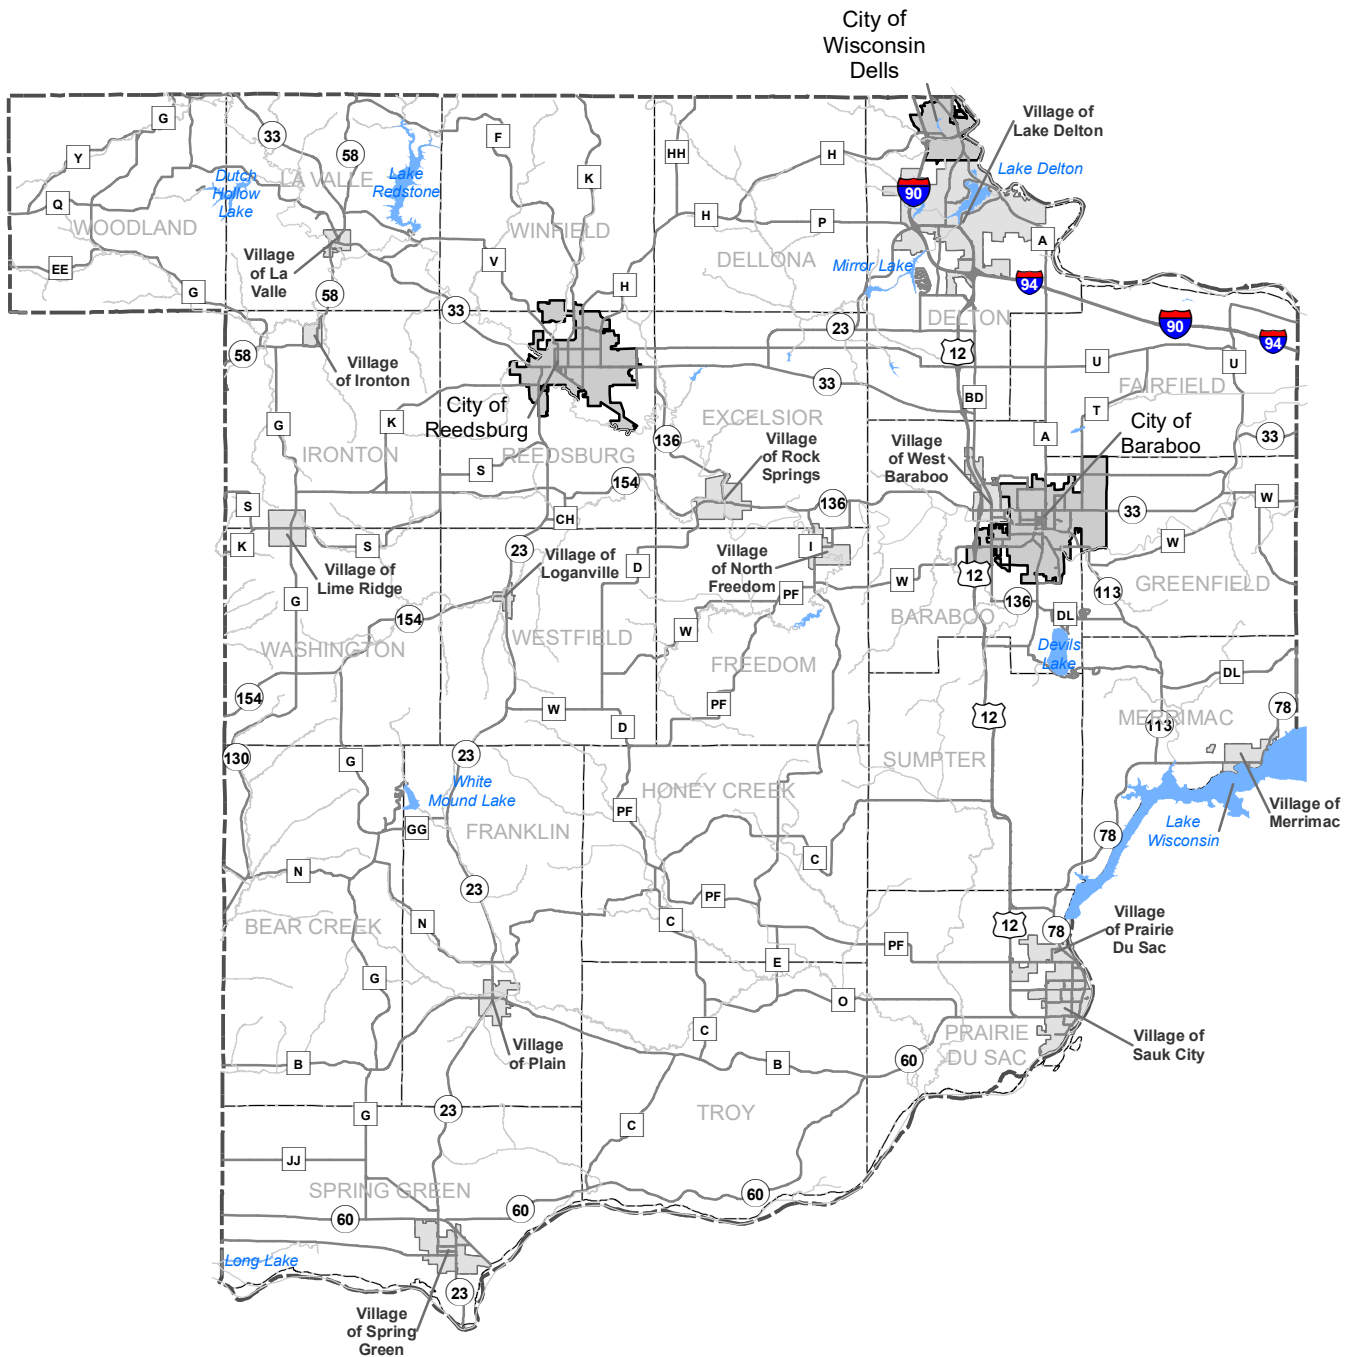 City of
Wisconsin
Dells
Village of
Lake Delton
G
33
58
F
HH
H
Y
LA VALLE
Lake
Redstone
K
Lake Delton
Dutch
Hollow
Lake
90
Q
WOODLAND
WINFIELD
H
P
A
EE
Village
of La
Valle
V
DELLONA
Mirror Lake
94
G
58
33
H
23
DELTON
90
94
58
Village
of Ironton
12
U
U
33
FAIRFIELD
City of
Reedsburg
BD
T
G
K
EXCELSIOR
City of
Baraboo
136
A
33
IRONTON
REEDSBURG
Village
of Rock
Springs
Village
of West
Baraboo
S
154
S
136
W
CH
33
K
S
23
Village of
Loganville
D
Village
of North
Freedom
I
W
Village of
Lime Ridge
12
W
PF
GREENFIELD
G
113
136
154
BARABOO
DL
W
WESTFIELD
WASHINGTON
FREEDOM
Devils
Lake
DL
154
W
PF
12
78
MERRIMAC
113
D
130
23
G
SUMPTER
White
Mound Lake
HONEY CREEK
Village of
Merrimac
PF
GG
FRANKLIN
Lake
Wisconsin
78
C
N
23
PF
BEAR CREEK
N
C
12
78
Village
of Prairie
Du Sac
PF
E
G
O
C
PRAIRIE
DU SAC
Village of
Sauk City
Village
of Plain
B
B
60
G
23
TROY
C
JJ
SPRING GREEN
60
60
60
Long Lake
23
Village
of Spring
Green